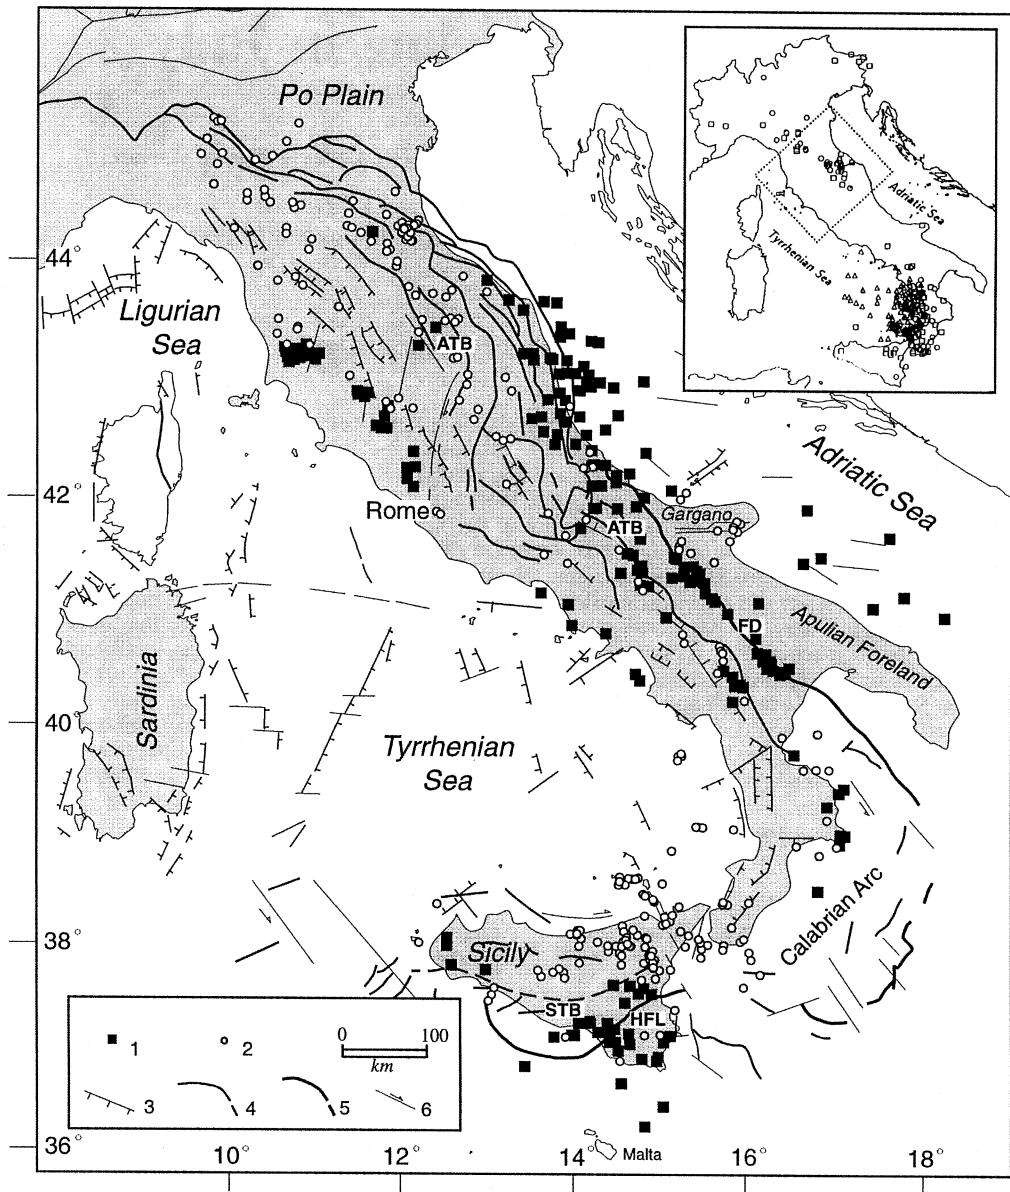 Po Plain
Adriatic Sea
Tyrrhenian Sea
44°
Ligurian
Sea
ATB
Adriatic Sea
42°
Rome
Gargano
ATB
FD
Apulian Foreland
Sardinia
40°
Tyrrhenian
Sea
Calabrian Arc
38°
Sicily
STB
HFL
1
2
0
100
km
3
4
5
6
36°
Malta
10°
12°
14°
16°
18°